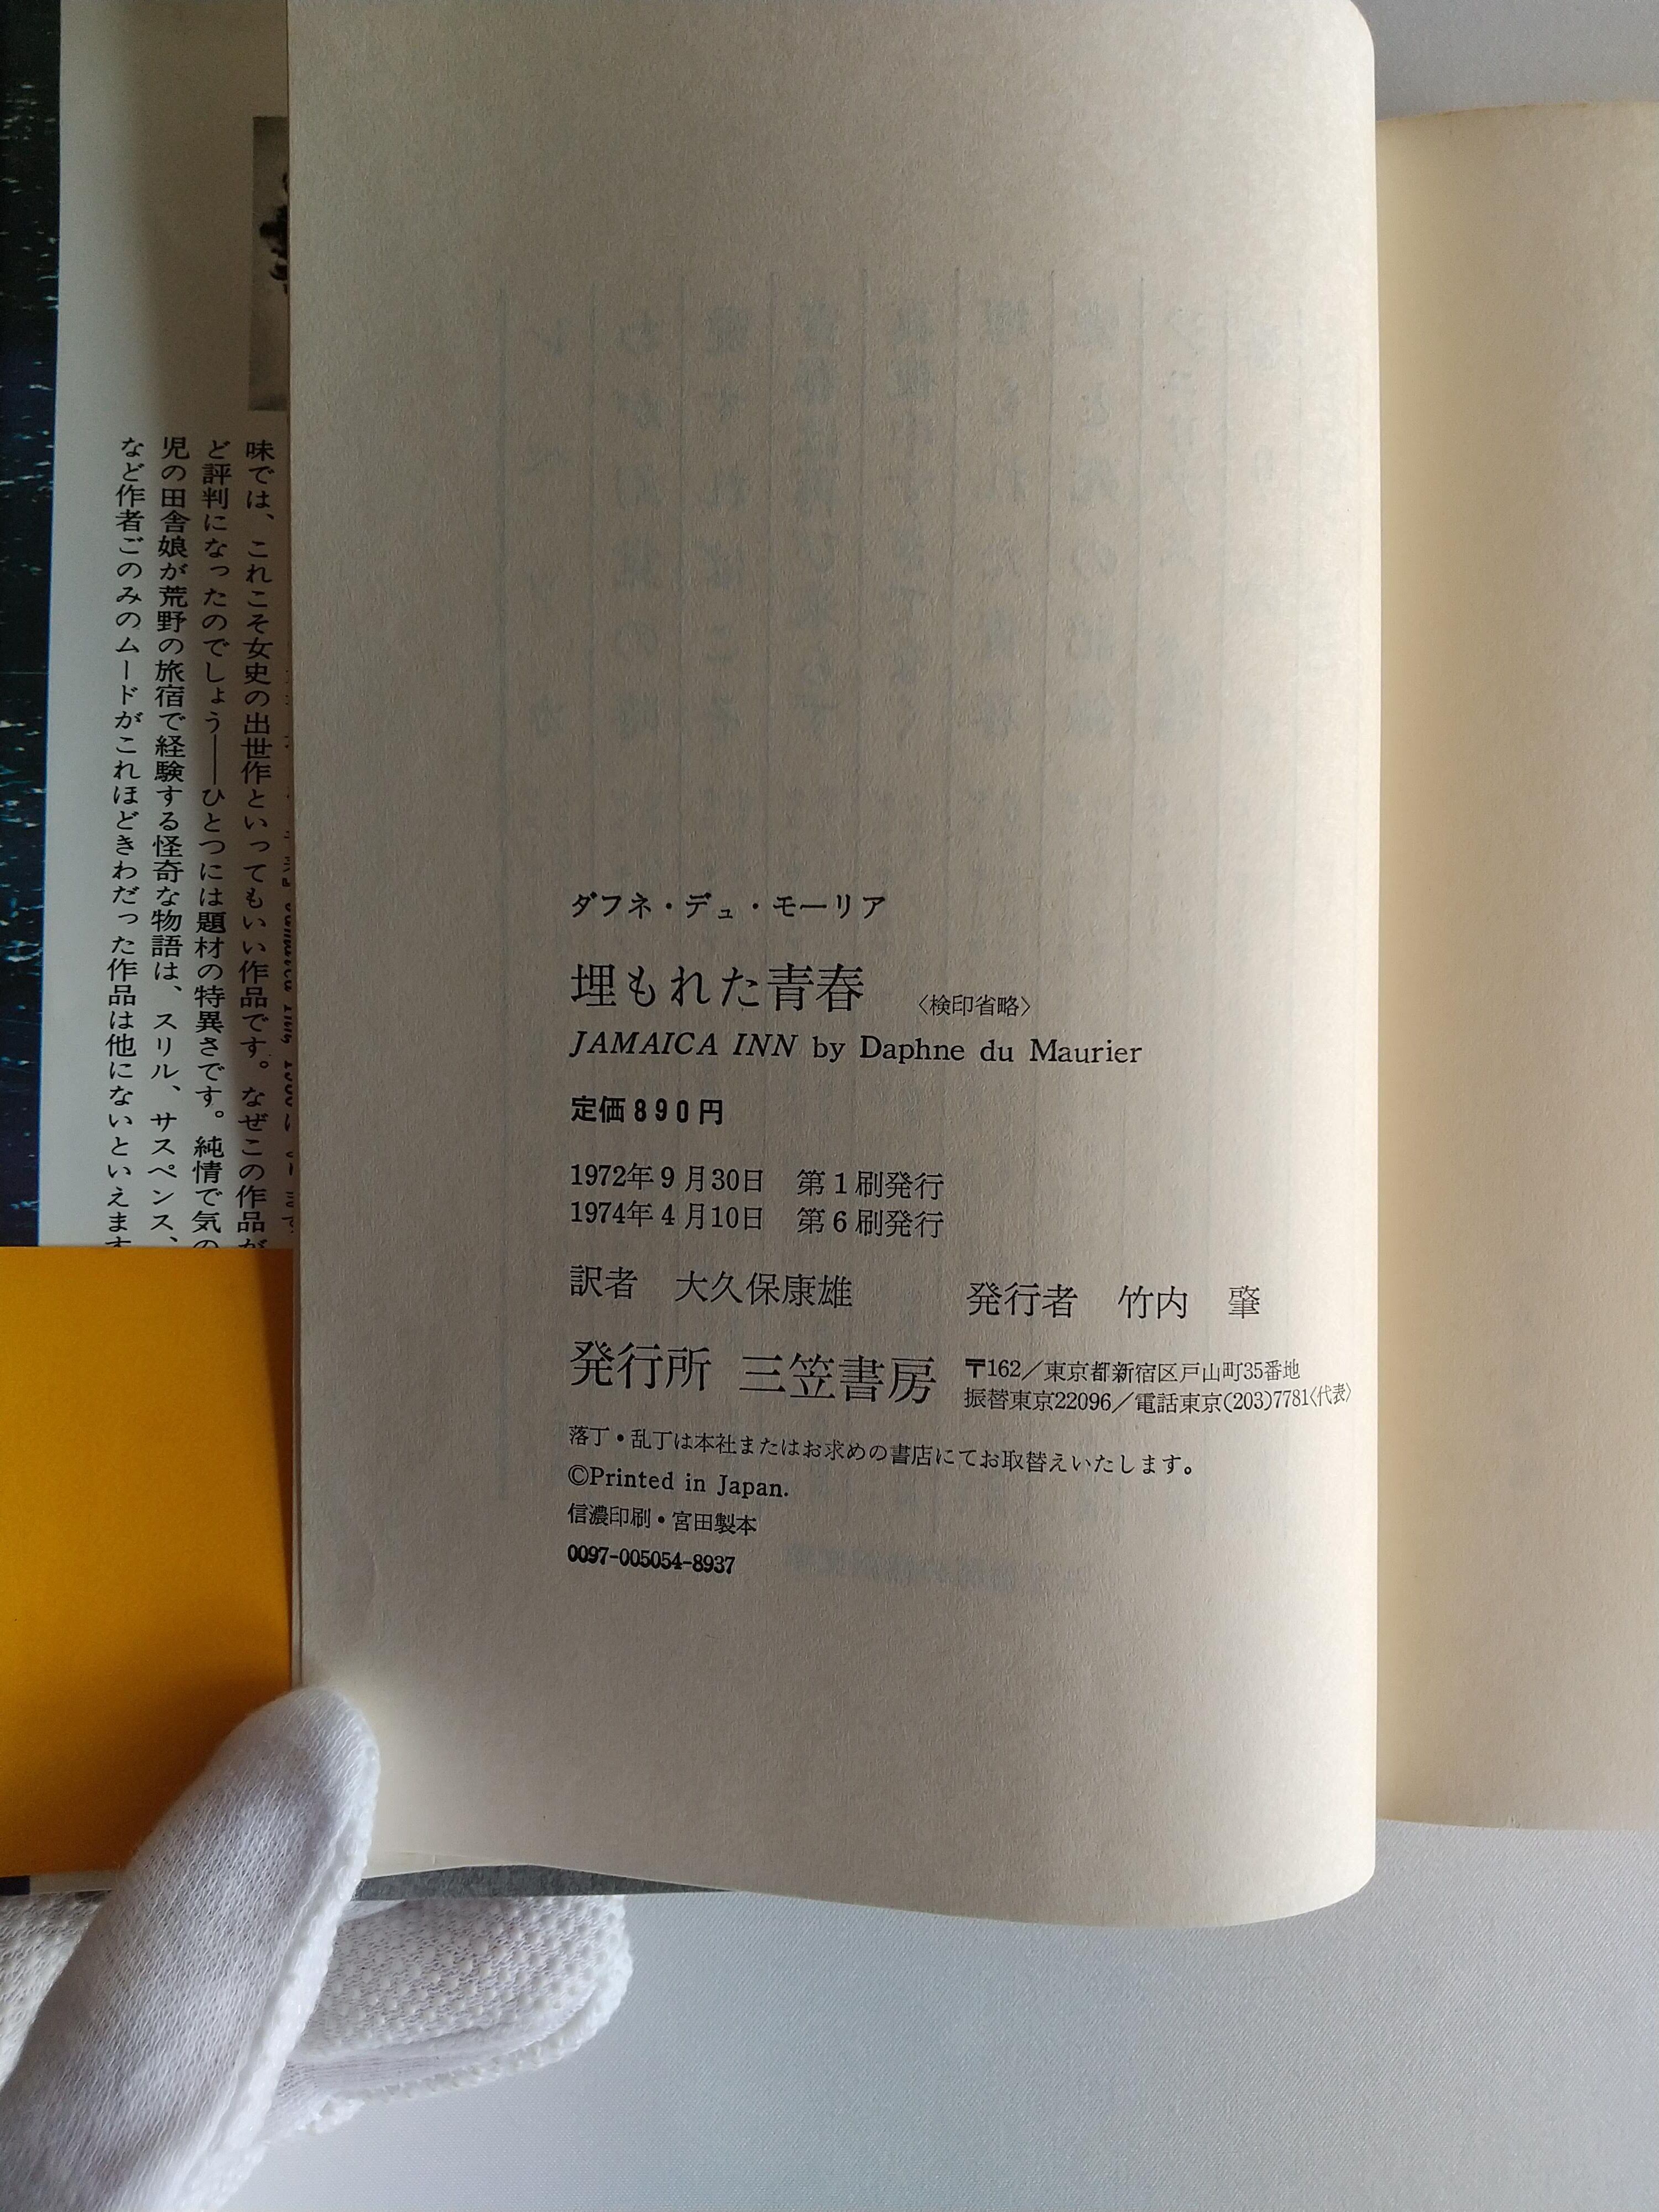 ダフネ・デュ・モーリア
埋もれた青春 〈検印省略〉
JAMAICA INN by Daphne du Maurier
定価890円
1972年9月30日 第1刷発行
1974年4月10日 第6刷発行
訳者 大久保康雄 発行者 竹内 肇
発行所 三笠書房 〒162/東京都新宿区戸山町35番地
振替東京22096/電話東京(203)7781〈代表〉
落丁・乱丁は本社またはお求めの書店にてお取替えいたします。
©Printed in Japan.
信濃印刷・宮田製本
0097-005054-8937
味では、これこそ女史の出世作といってもいい作品です。なぜこの作品が
ど評判になったのでしょう――ひとつには題材の特異さです。純情で気の
児の田舎娘が荒野の旅宿で経験する怪奇な物語は、スリル、サスペンス、
など作者ごのみのムードがこれほどきわだった作品は他にないといえます